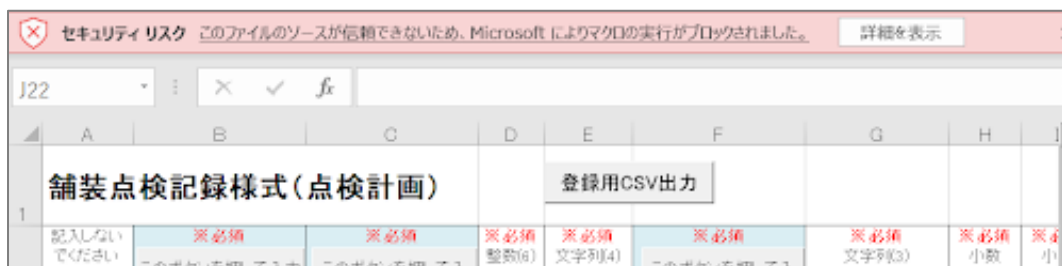 セキュリティ リスク このファイルのソースが信頼できないため、Microsoft によりマクロの実行がブロックされました。 詳細を表示
J22 fx
A B C D E F G H I
1 舗装点検記録様式(点検計画) 登録用CSV出力
記入しない ※必須 ※必須 ※必須 ※必須 ※必須 ※必須 ※必須
でください 整数(6) 文字列(4) 文字列(3) 小数